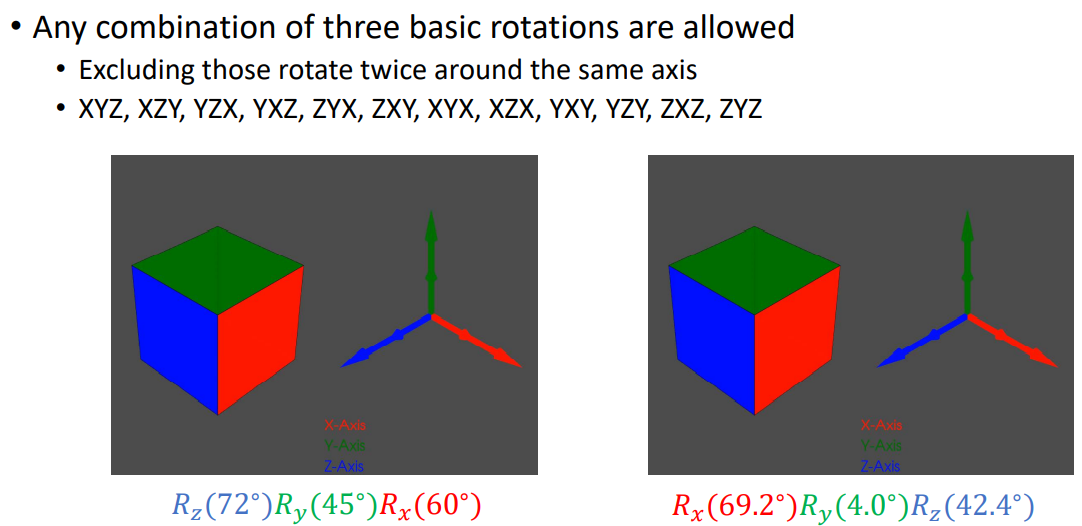 • Any combination of three basic rotations are allowed
• Excluding those rotate twice around the same axis
• XYZ, XZY, YZX, YXZ, ZYX, ZXY, XYX, XZX, YXY, YZY, ZXZ, ZYZ
X-Axis
Y-Axis
Z-Axis
X-Axis
Y-Axis
Z-Axis
R_z(72°)R_y(45°)R_x(60°)
R_x(69.2°)R_y(4.0°)R_z(42.4°)